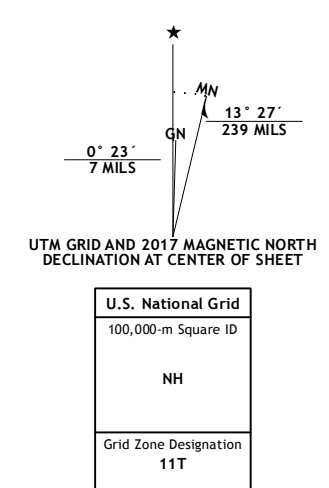 ★
MN
13° 27´
239 MILS
GN
0° 23´
7 MILS
UTM GRID AND 2017 MAGNETIC NORTH
DECLINATION AT CENTER OF SHEET
U.S. National Grid
100,000-m Square ID
NH
Grid Zone Designation
11T